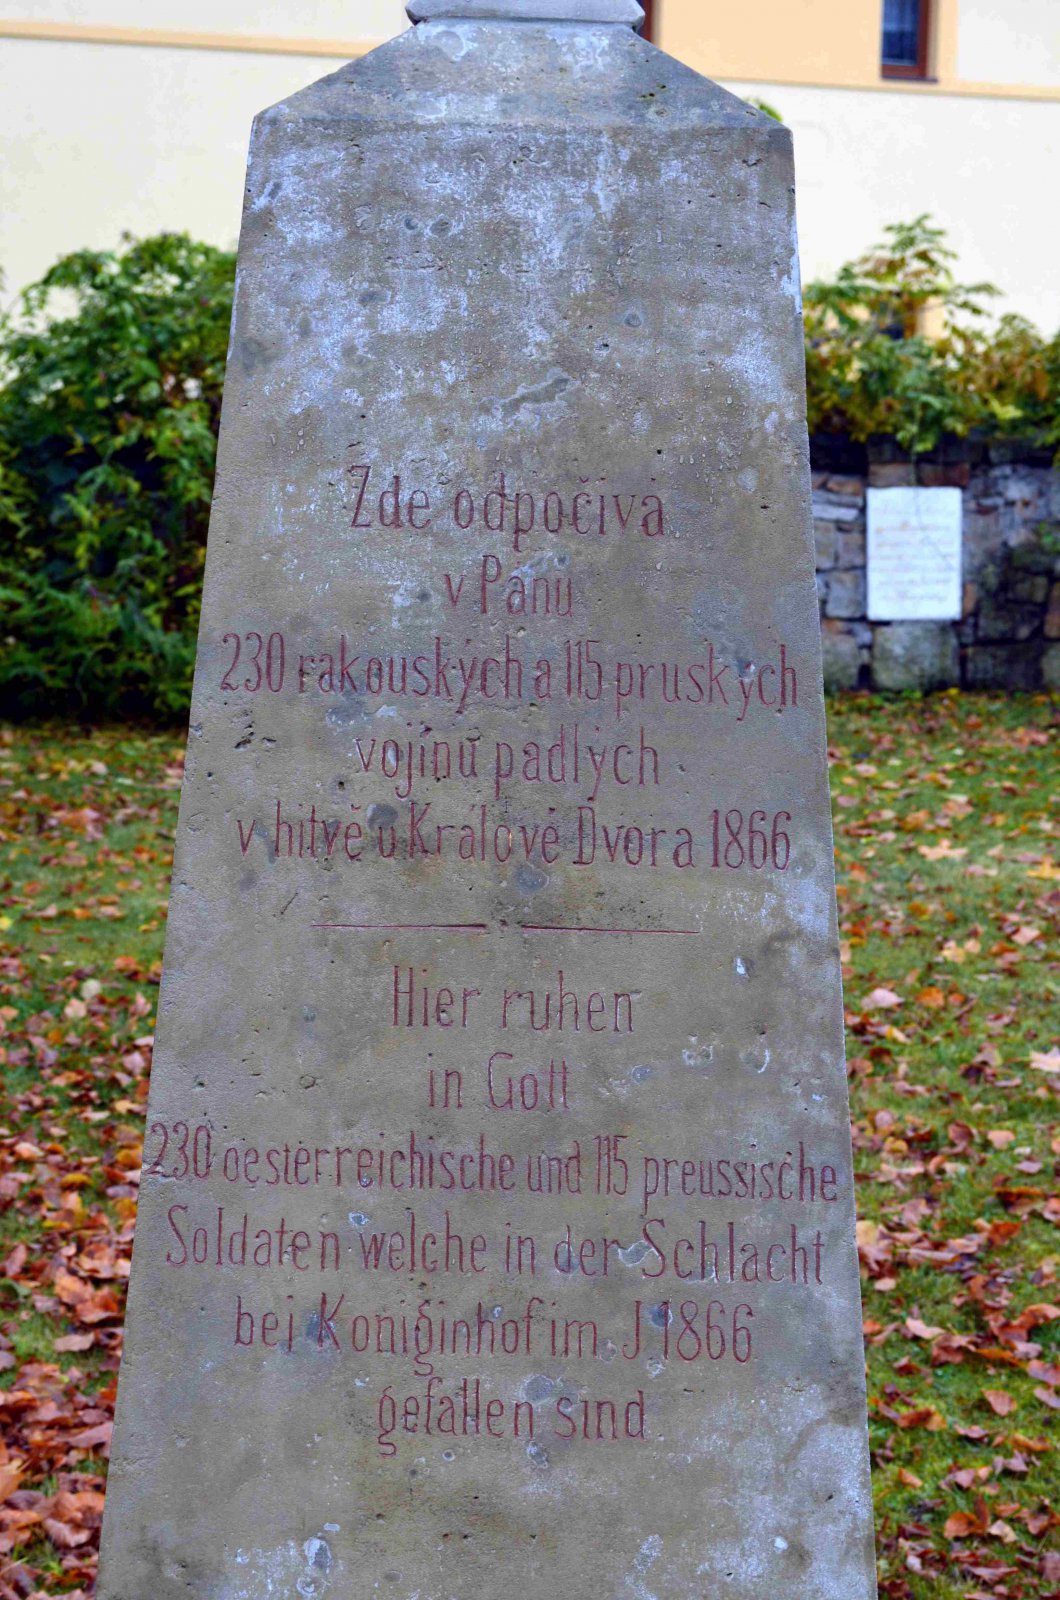 Zde odpočívá
v Pánu
230 rakouských a 115 pruských
vojínů padlých
v bitvě u Králové Dvora 1866
Hier ruhen
in Gott
230 oesterreichische und 115 preussische
Soldaten welche in der Schlacht
bei Koniginhof im J 1866
gefallen sind